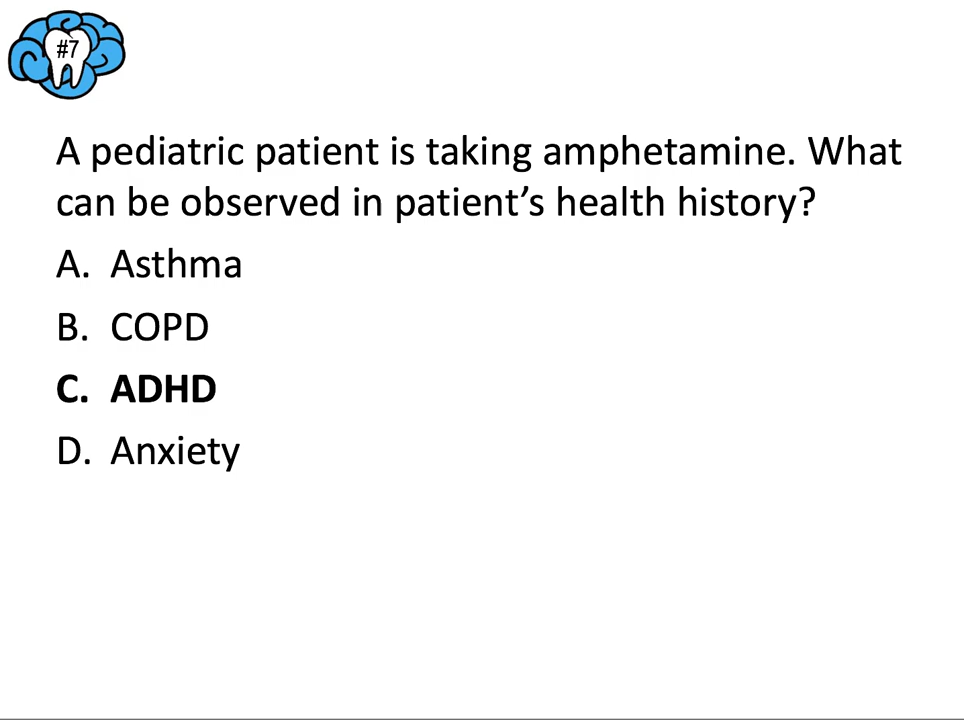 #7
A pediatric patient is taking amphetamine. What
can be observed in patient’s health history?
A. Asthma
B. COPD
C. ADHD
D. Anxiety